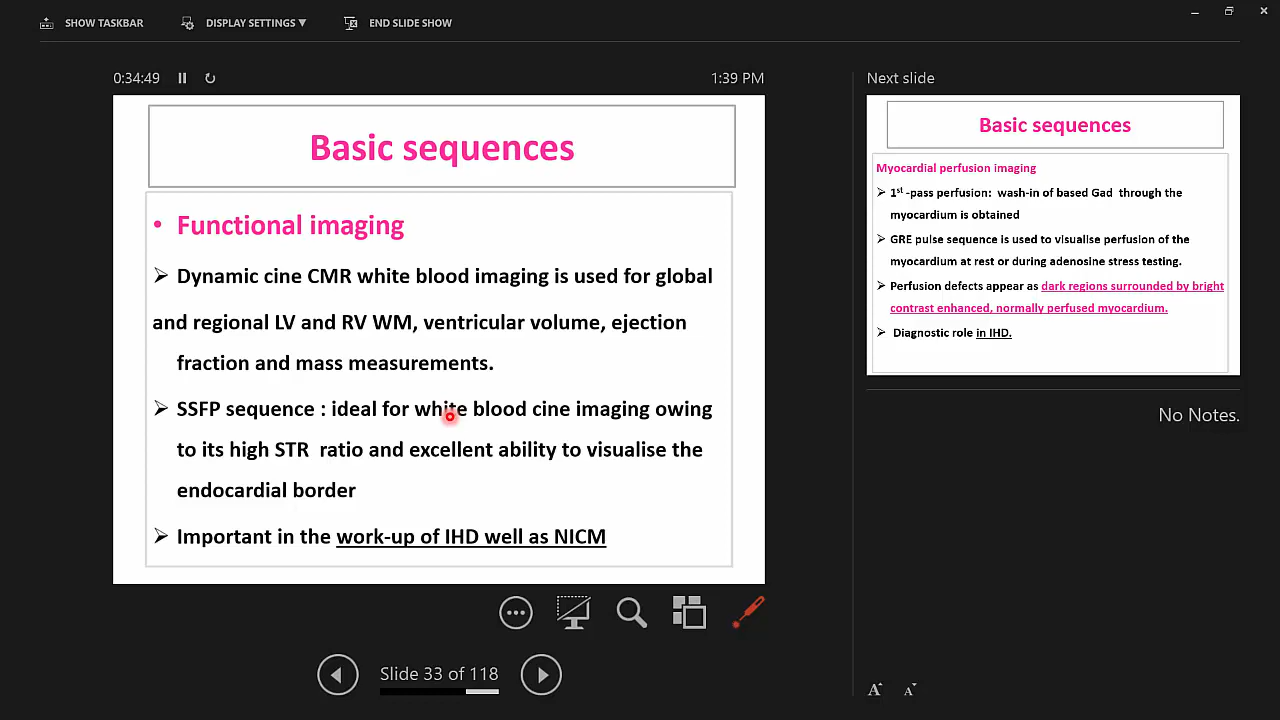 SHOW TASKBAR
DISPLAY SETTINGS ▼
END SLIDE SHOW
0:34:49
1:39 PM
Basic sequences
• Functional imaging
➢ Dynamic cine CMR white blood imaging is used for global
and regional LV and RV WM, ventricular volume, ejection
fraction and mass measurements.
➢ SSFP sequence : ideal for white blood cine imaging owing
to its high STR ratio and excellent ability to visualise the
endocardial border
➢ Important in the work-up of IHD well as NICM
Slide 33 of 118
Next slide
Basic sequences
Myocardial perfusion imaging
➢ 1st -pass perfusion: wash-in of based Gad through the
myocardium is obtained
➢ GRE pulse sequence is used to visualise perfusion of the
myocardium at rest or during adenosine stress testing.
➢ Perfusion defects appear as dark regions surrounded by bright
contrast enhanced, normally perfused myocardium.
➢ Diagnostic role in IHD.
No Notes.
A A